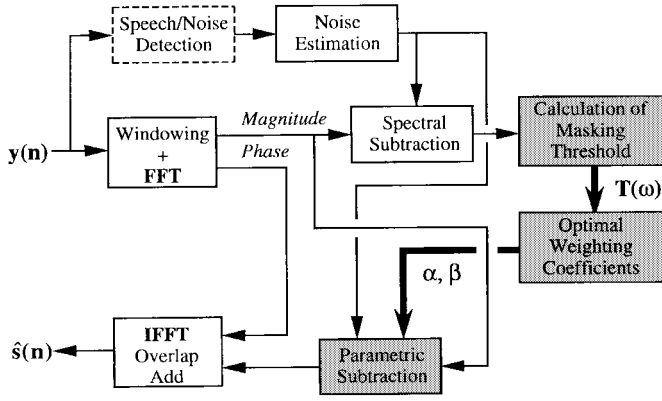 Speech/Noise
Detection
Noise
Estimation
y(n)
Windowing
+
FFT
Magnitude
Phase
Spectral
Subtraction
Calculation of
Masking
Threshold
T(ω)
Optimal
Weighting
Coefficients
α, β
ŝ(n)
IFFT
Overlap
Add
Parametric
Subtraction